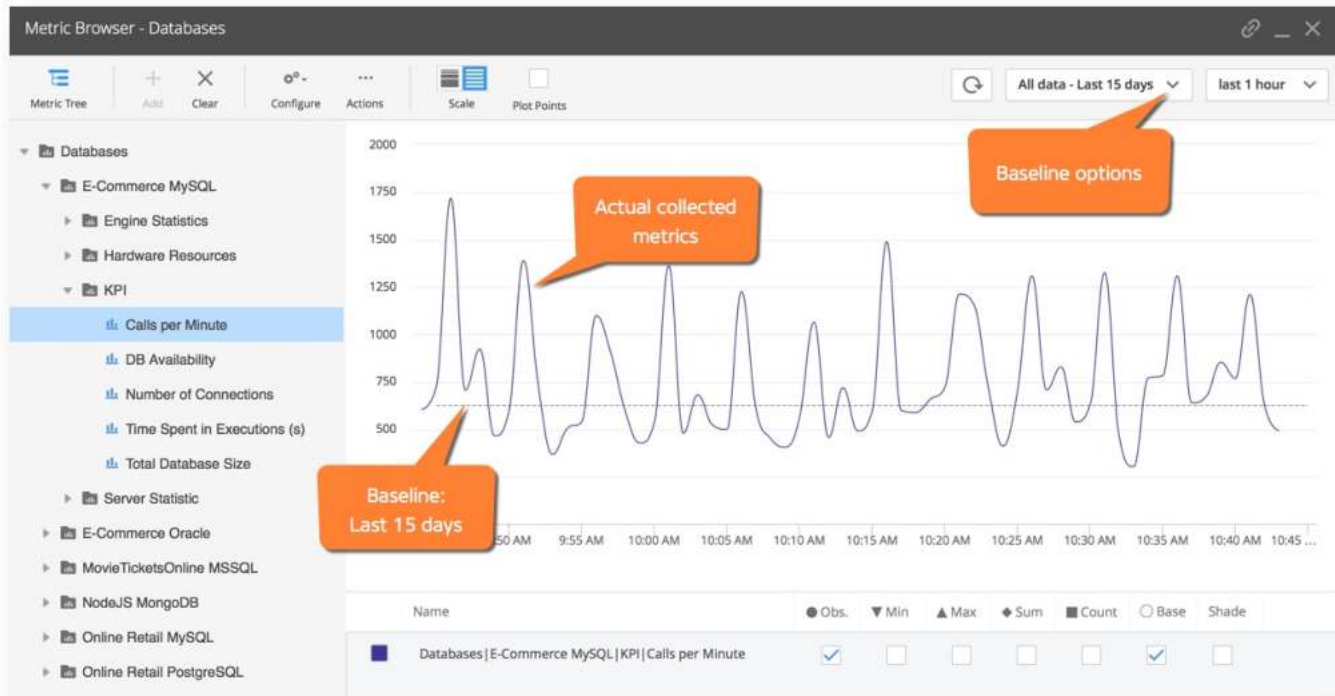 Metric Browser - Databases
Metric Tree
Add
Clear
Configure
Actions
Scale
Plot Points
All data - Last 15 days
last 1 hour
Databases
E-Commerce MySQL
Engine Statistics
Hardware Resources
KPI
Calls per Minute
DB Availability
Number of Connections
Time Spent in Executions (s)
Total Database Size
Server Statistic
E-Commerce Oracle
MovieTicketsOnline MSSQL
NodeJS MongoDB
Online Retail MySQL
Online Retail PostgreSQL
2000
1750
1500
1250
1000
750
500
Baseline options
Actual collected
metrics
Baseline:
Last 15 days
50 AM 9:55 AM 10:00 AM 10:05 AM 10:10 AM 10:15 AM 10:20 AM 10:25 AM 10:30 AM 10:35 AM 10:40 AM 10:45 ...
Name Obs. Min Max Sum Count Base Shade
Databases|E-Commerce MySQL|KPI|Calls per Minute